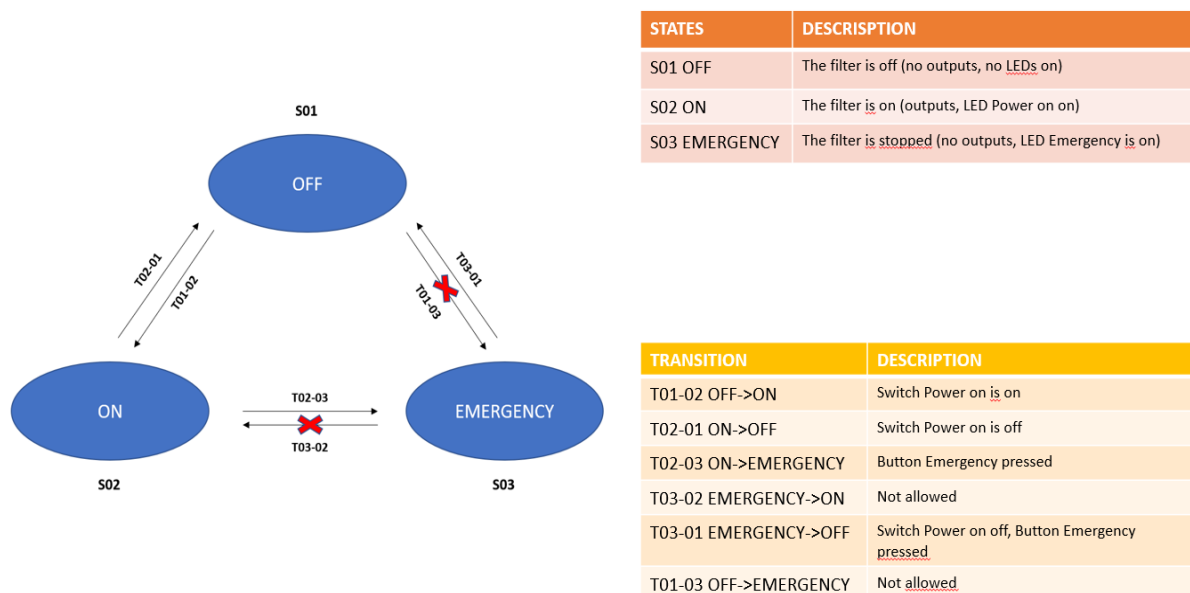 S01
OFF
T02-01
T01-02
T03-01
T01-03
ON
T02-03
T03-02
EMERGENCY
S02
S03
STATES DESCRISPTION
S01 OFF The filter is off (no outputs, no LEDs on)
S02 ON The filter is on (outputs, LED Power on on)
S03 EMERGENCY The filter is stopped (no outputs, LED Emergency is on)
TRANSITION DESCRIPTION
T01-02 OFF->ON Switch Power on is on
T02-01 ON->OFF Switch Power on is off
T02-03 ON->EMERGENCY Button Emergency pressed
T03-02 EMERGENCY->ON Not allowed
T03-01 EMERGENCY->OFF Switch Power on off, Button Emergency
pressed
T01-03 OFF->EMERGENCY Not allowed